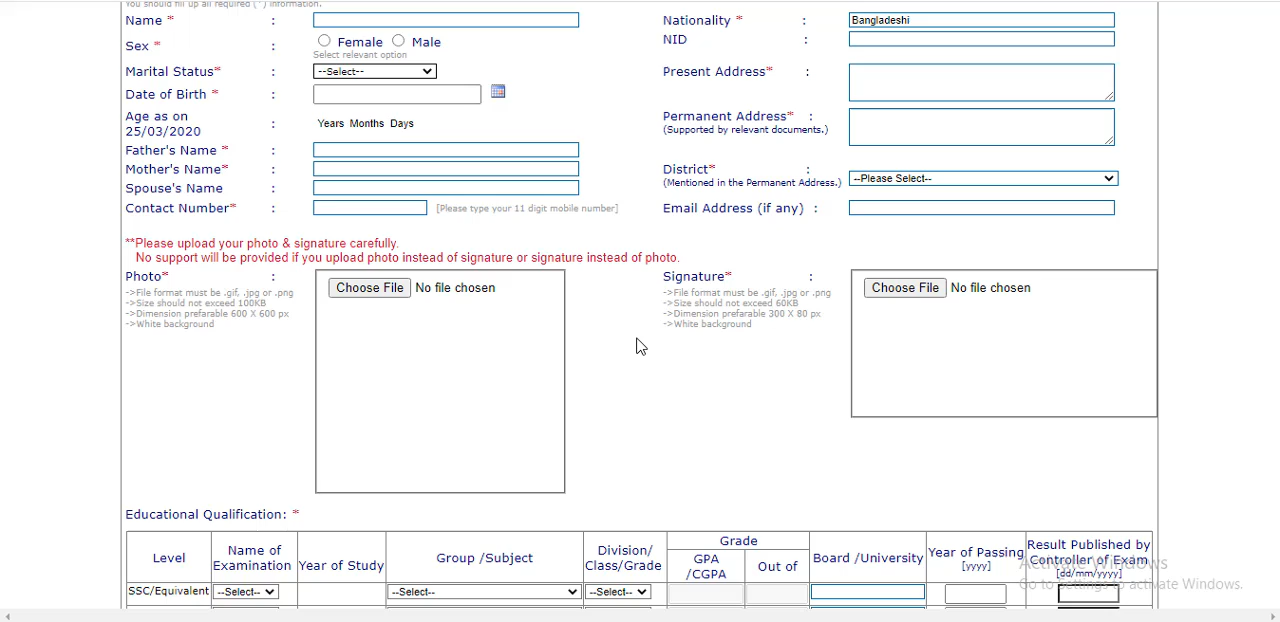 You should fill up all required (*) information.
Name * :
Nationality * : Bangladeshi
Sex * : Female Male
Select relevant option
NID :
Marital Status* : --Select--
Present Address* :
Date of Birth * :
Age as on
25/03/2020 : Years Months Days
Permanent Address* :
(Supported by relevant documents.)
Father's Name * :
Mother's Name* :
Spouse's Name :
District* : --Please Select--
(Mentioned in the Permanent Address.)
Contact Number* : [Please type your 11 digit mobile number]
Email Address (if any) :
**Please upload your photo & signature carefully.
No support will be provided if you upload photo instead of signature or signature instead of photo.
Photo* : Choose File No file chosen
->File format must be .gif, .jpg or .png
->Size should not exceed 100KB
->Dimension prefarable 600 X 600 px
->White background
Signature* : Choose File No file chosen
->File format must be .gif, .jpg or .png
->Size should not exceed 60KB
->Dimension prefarable 300 X 80 px
->White background
Educational Qualification: *
Level
Name of
Examination
Year of Study
Group /Subject
Division/
Class/Grade
Grade
GPA
/CGPA
Out of
Board /University
Year of Passing
[yyyy]
Result Published by
Controller of Exam
[dd/mm/yyyy]
SSC/Equivalent --Select-- --Select-- --Select--
Activate Windows
Go to Settings to activate Windows.